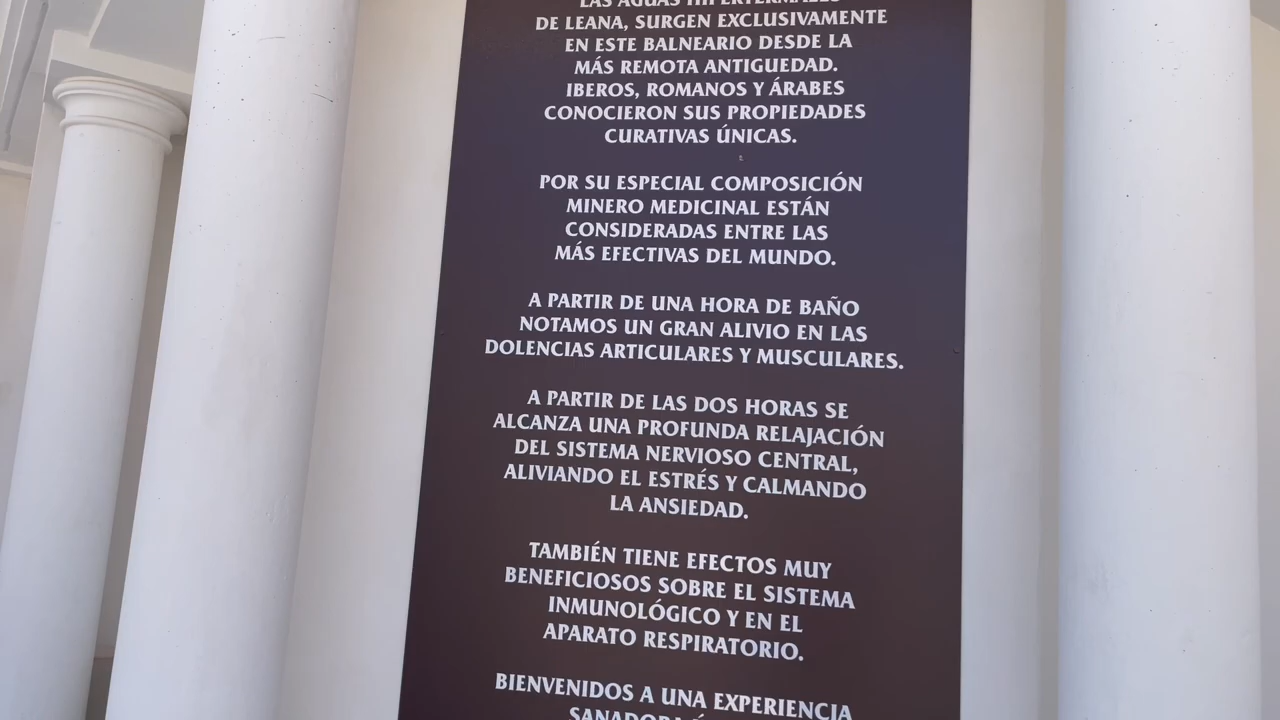 LAS AGUAS HIPERTERMALES
DE LEANA, SURGEN EXCLUSIVAMENTE
EN ESTE BALNEARIO DESDE LA
MÁS REMOTA ANTIGUEDAD.
IBEROS, ROMANOS Y ÁRABES
CONOCIERON SUS PROPIEDADES
CURATIVAS ÚNICAS.
POR SU ESPECIAL COMPOSICIÓN
MINERO MEDICINAL ESTÁN
CONSIDERADAS ENTRE LAS
MÁS EFECTIVAS DEL MUNDO.
A PARTIR DE UNA HORA DE BAÑO
NOTAMOS UN GRAN ALIVIO EN LAS
DOLENCIAS ARTICULARES Y MUSCULARES.
A PARTIR DE LAS DOS HORAS SE
ALCANZA UNA PROFUNDA RELAJACIÓN
DEL SISTEMA NERVIOSO CENTRAL,
ALIVIANDO EL ESTRÉS Y CALMANDO
LA ANSIEDAD.
TAMBIÉN TIENE EFECTOS MUY
BENEFICIOSOS SOBRE EL SISTEMA
INMUNOLÓGICO Y EN EL
APARATO RESPIRATORIO.
BIENVENIDOS A UNA EXPERIENCIA
SANADORA